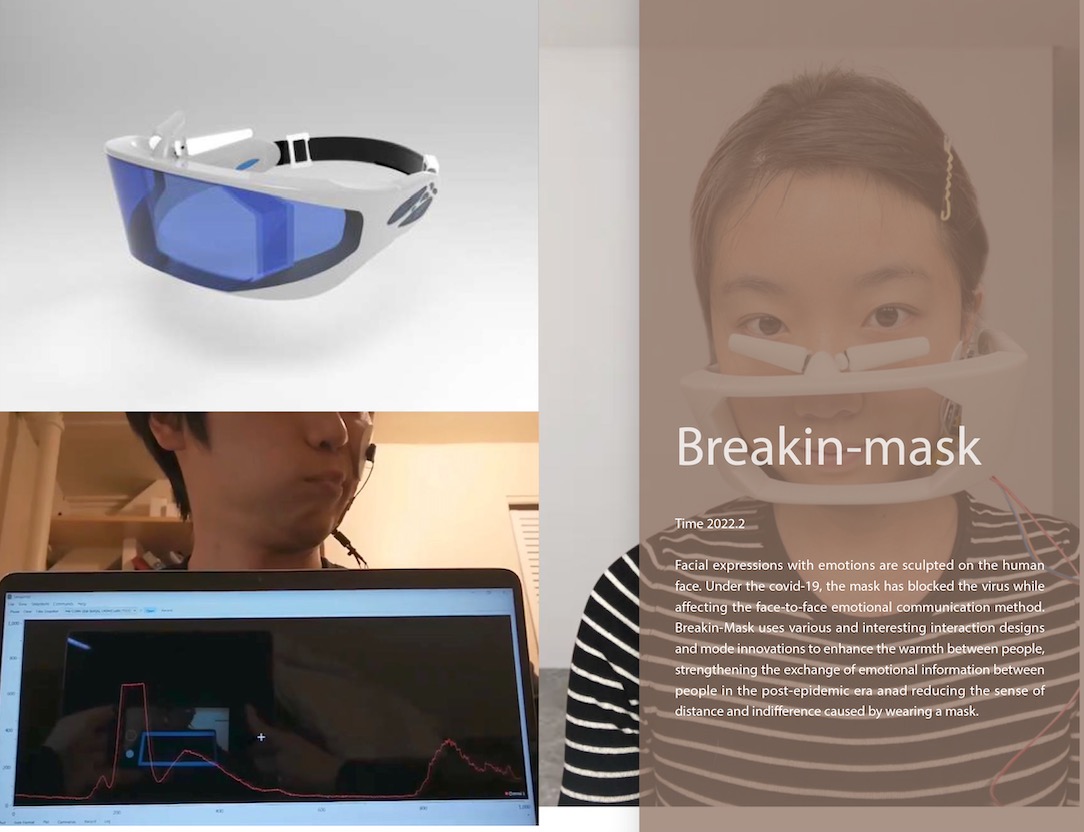 Breakin-mask
Time 2022.2
Facial expressions with emotions are sculpted on the human
face. Under the covid-19, the mask has blocked the virus while
affecting the face-to-face emotional communication method.
Breakin-Mask uses various and interesting interaction designs
and mode innovations to enhance the warmth between people,
strengthening the exchange of emotional information between
people in the post-epidemic era anad reducing the sense of
distance and indifference caused by wearing a mask.